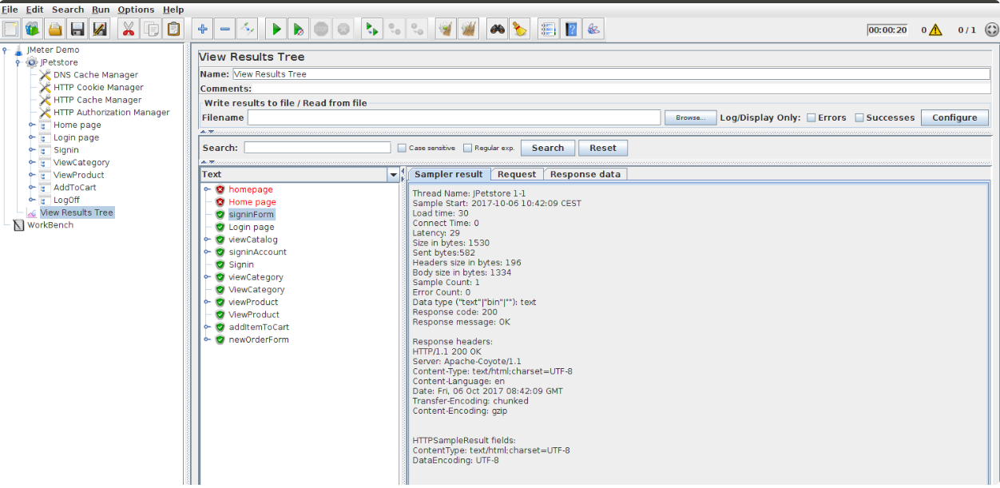 File Edit Search Run Options Help
00:00:20 0 0 / 1
JMeter Demo
JPetstore
DNS Cache Manager
HTTP Cookie Manager
HTTP Cache Manager
HTTP Authorization Manager
Home page
Login page
Signin
ViewCategory
ViewProduct
AddToCart
LogOff
View Results Tree
WorkBench
View Results Tree
Name: View Results Tree
Comments:
Write results to file / Read from file
Filename Browse... Log/Display Only: Errors Successes Configure
Search: Case sensitive Regular exp. Search Reset
Text
homepage
Home page
signinForm
Login page
viewCatalog
signinAccount
Signin
viewCategory
ViewCategory
viewProduct
ViewProduct
addItemToCart
newOrderForm
Sampler result Request Response data
Thread Name: JPetstore 1-1
Sample Start: 2017-10-06 10:42:09 CEST
Load time: 30
Connect Time: 0
Latency: 29
Size in bytes: 1530
Sent bytes:582
Headers size in bytes: 196
Body size in bytes: 1334
Sample Count: 1
Error Count: 0
Data type ("text"|"bin"|""): text
Response code: 200
Response message: OK
Response headers:
HTTP/1.1 200 OK
Server: Apache-Coyote/1.1
Content-Type: text/html;charset=UTF-8
Content-Language: en
Date: Fri, 06 Oct 2017 08:42:09 GMT
Transfer-Encoding: chunked
Content-Encoding: gzip
HTTPSampleResult fields:
ContentType: text/html;charset=UTF-8
DataEncoding: UTF-8